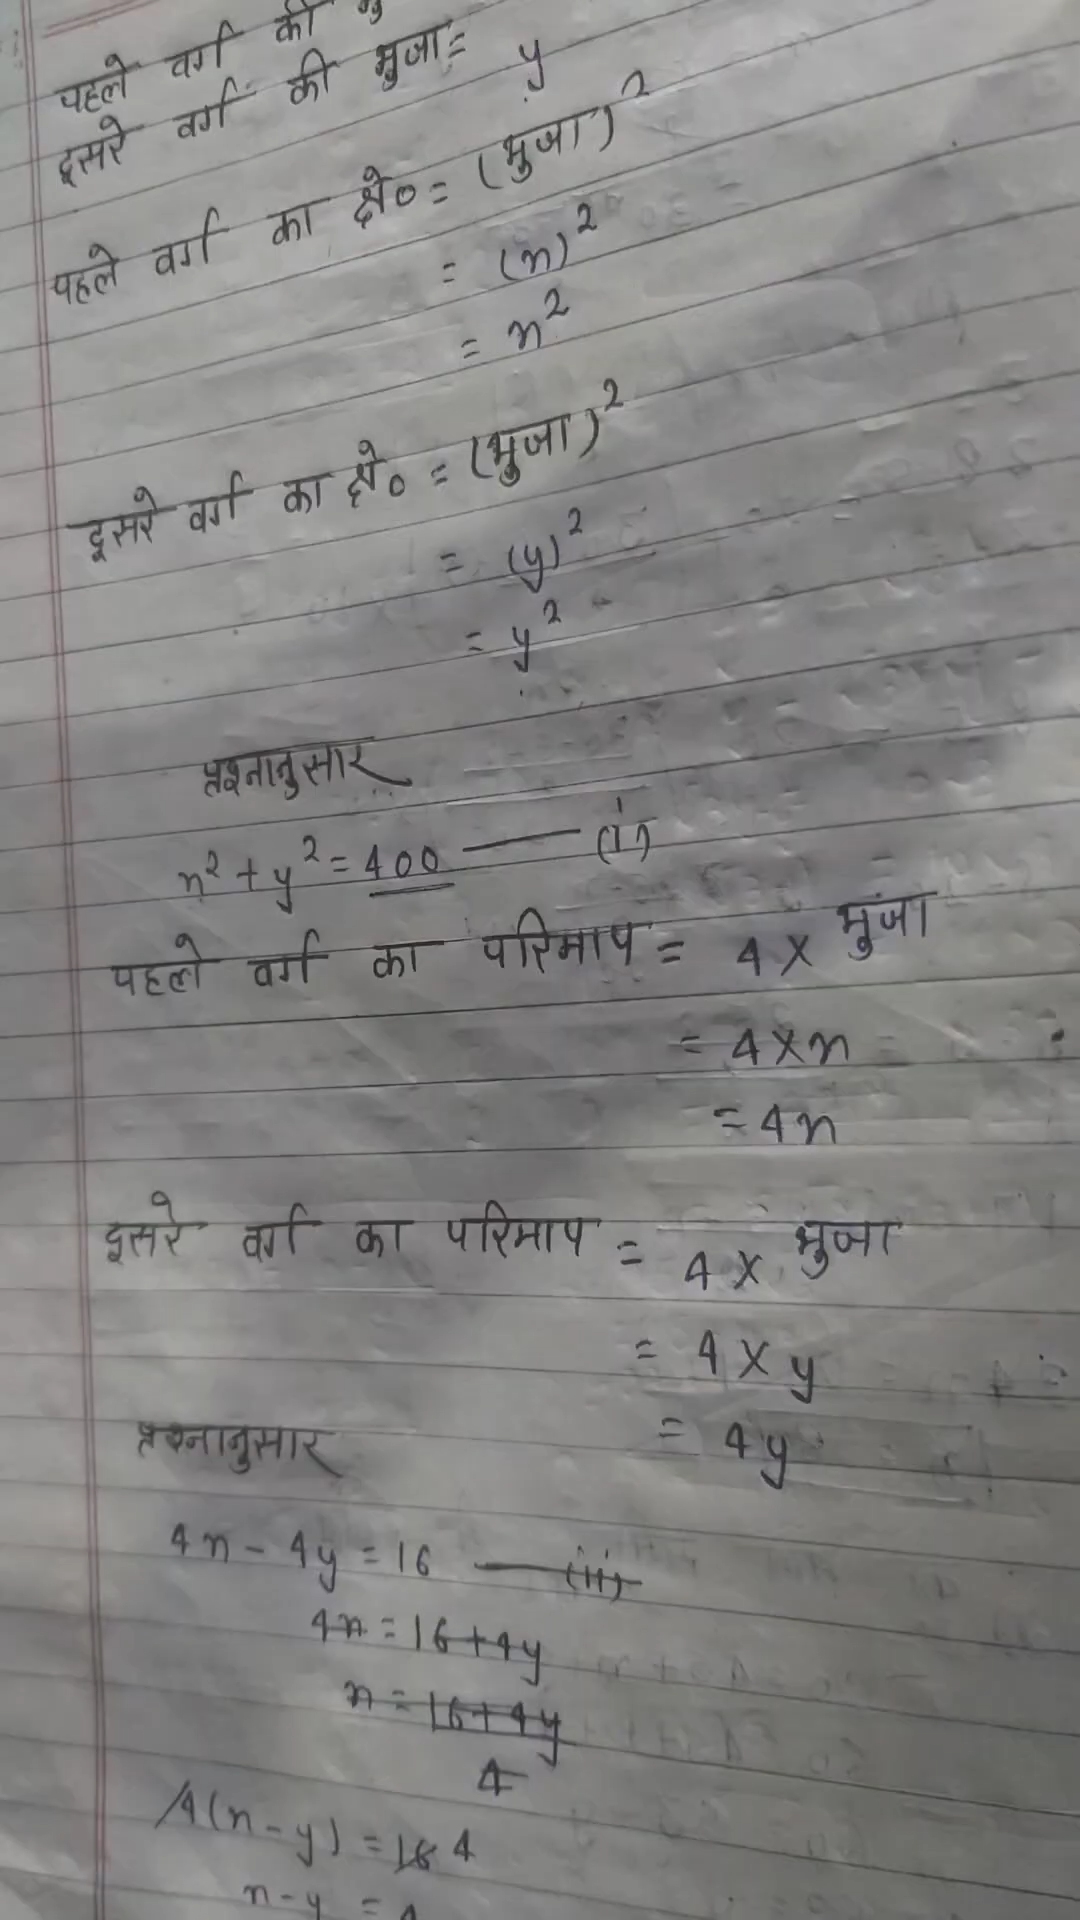 पहले वर्ग की
दूसरे वर्ग की भुजा = y
पहले वर्ग का क्षे० = (भुजा)²
= (x)²
= x²
दूसरे वर्ग का क्षे० = (भुजा)²
= (y)²
= y²
प्रश्नानुसार
x² + y² = 400 — (i)
पहले वर्ग का परिमाप = 4 × भुजा
= 4 × x
= 4x
दूसरे वर्ग का परिमाप = 4 × भुजा
= 4 × y
= 4y
प्रश्नानुसार
4x - 4y = 16 — (ii)
4x = 16 + 4y
x = 16 + 4y
4
4(x - y) = 16 4
x - y = 4